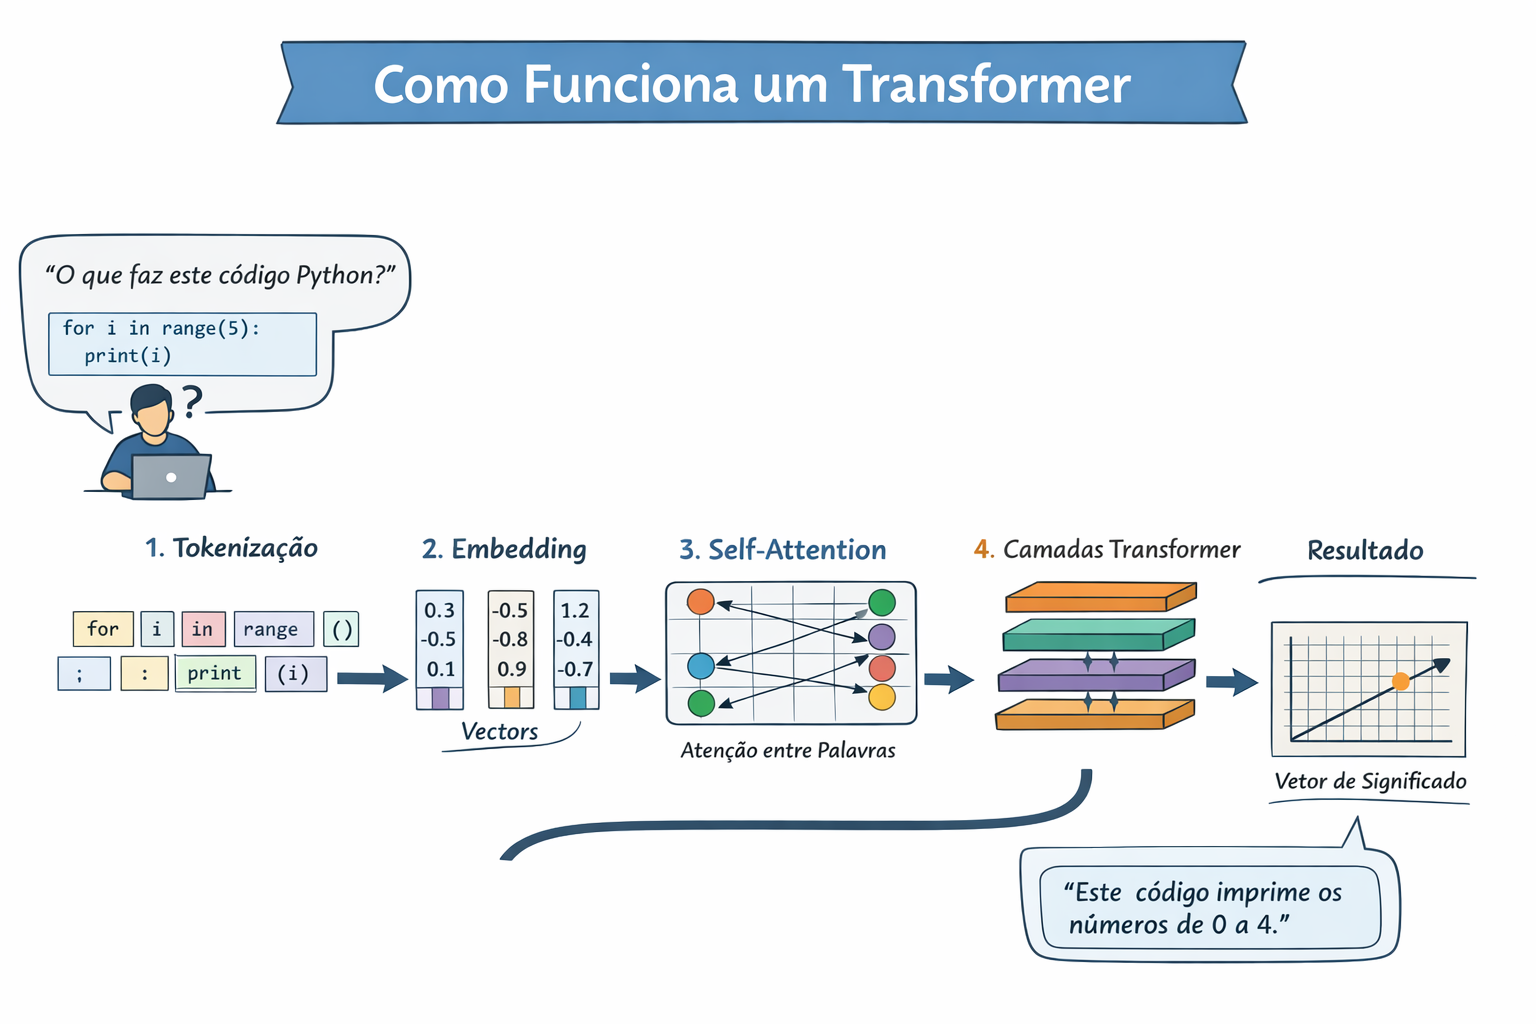 Como Funciona um Transformer
“O que faz este código Python?”
for i in range(5):
print(i)
?
1. Tokenização
for i in range ()
; : print (i)
2. Embedding
0.3 -0.5 1.2
-0.5 -0.8 -0.4
0.1 0.9 -0.7
Vectors
3. Self-Attention
Atenção entre Palavras
4. Camadas Transformer
Resultado
Vetor de Significado
“Este código imprime os
números de 0 a 4.”